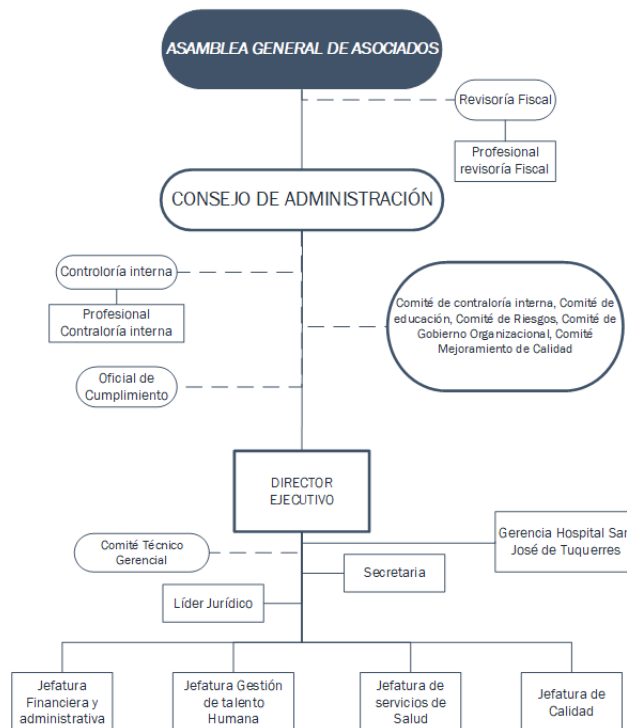 ASAMBLEA GENERAL DE ASOCIADOS
Revisoría Fiscal
Profesional
revisoría Fiscal
CONSEJO DE ADMINISTRACIÓN
Controloría interna
Profesional
Contraloría interna
Comité de contraloría interna, Comité de
educación, Comité de Riesgos, Comité de
Gobierno Organizacional, Comité
Mejoramiento de Calidad
Oficial de
Cumplimiento
DIRECTOR
EJECUTIVO
Gerencia Hospital San
José de Tuquerres
Comité Técnico
Gerencial
Secretaria
Líder Jurídico
Jefatura
Financiera y
administrativa
Jefatura Gestión
de talento
Humana
Jefatura de
servicios de
Salud
Jefatura de
Calidad